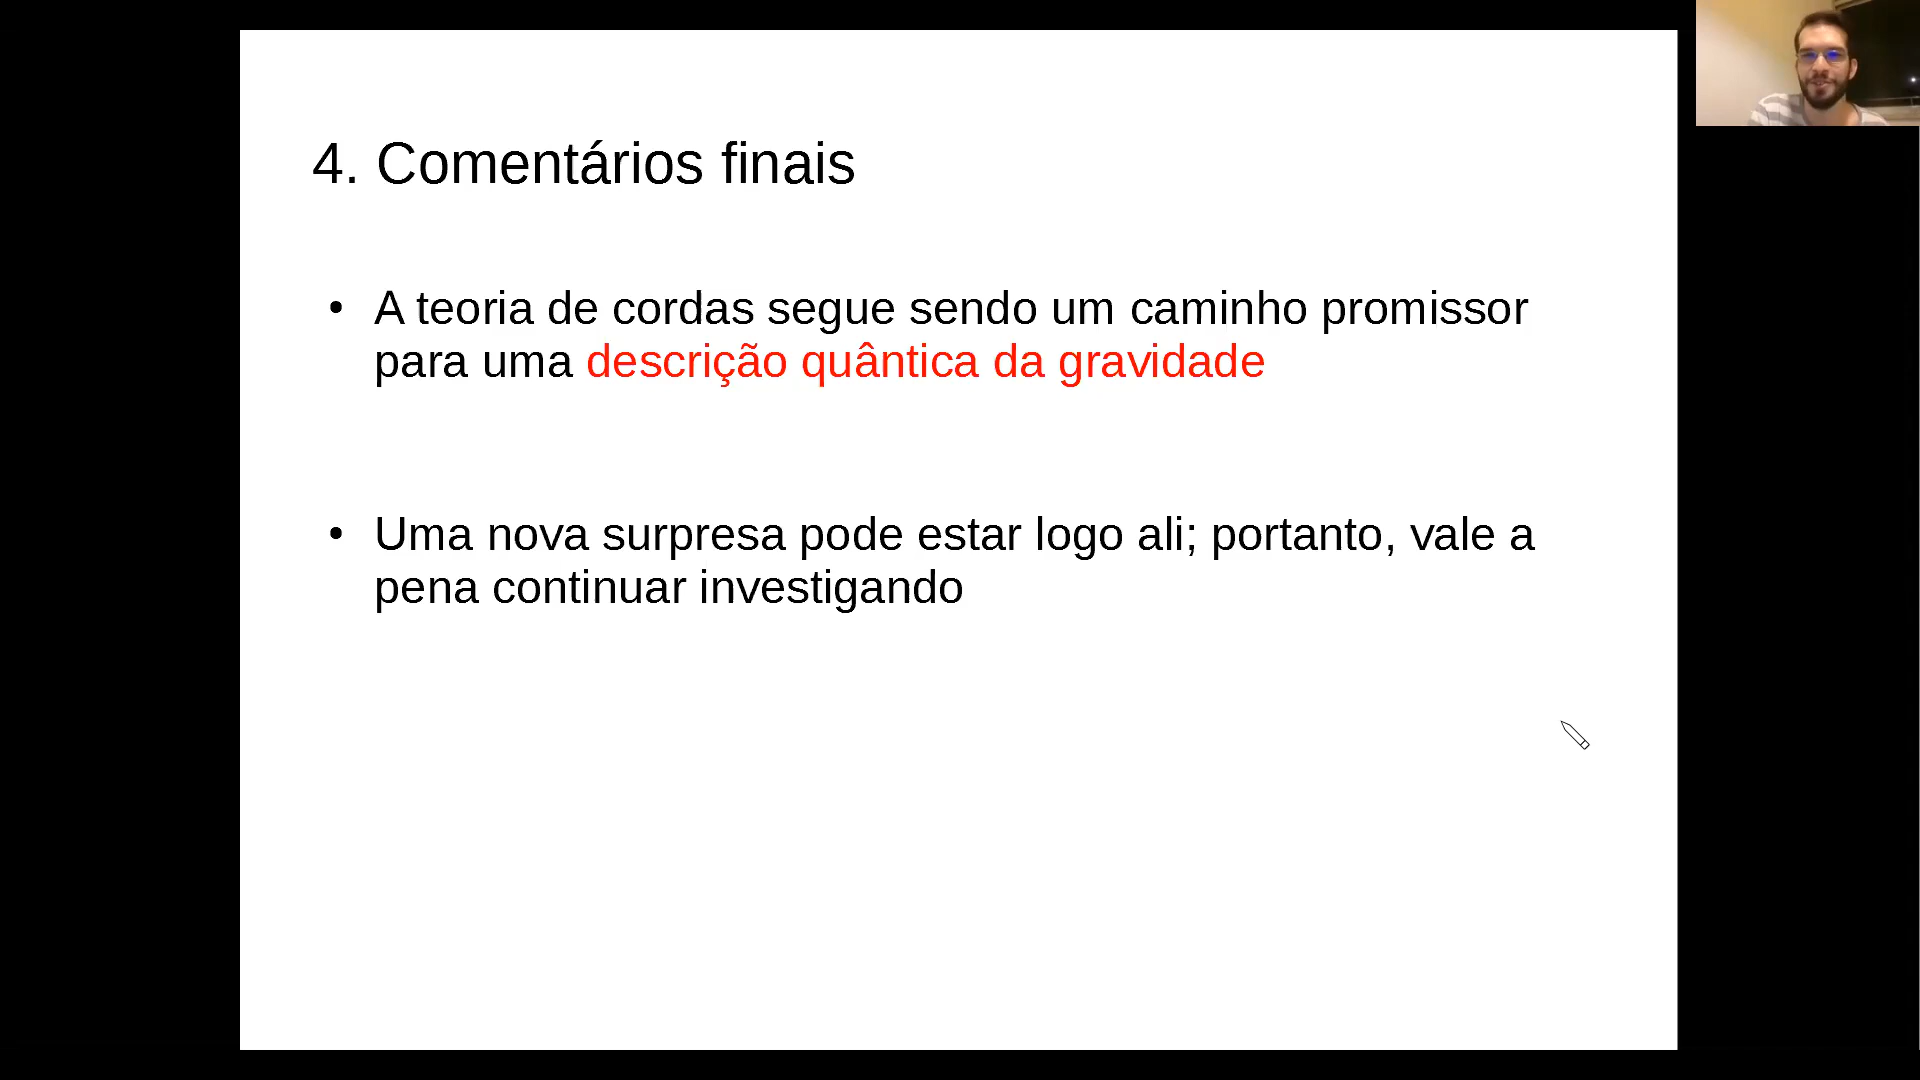 4. Comentários finais
• A teoria de cordas segue sendo um caminho promissor
para uma descrição quântica da gravidade
• Uma nova surpresa pode estar logo ali; portanto, vale a
pena continuar investigando